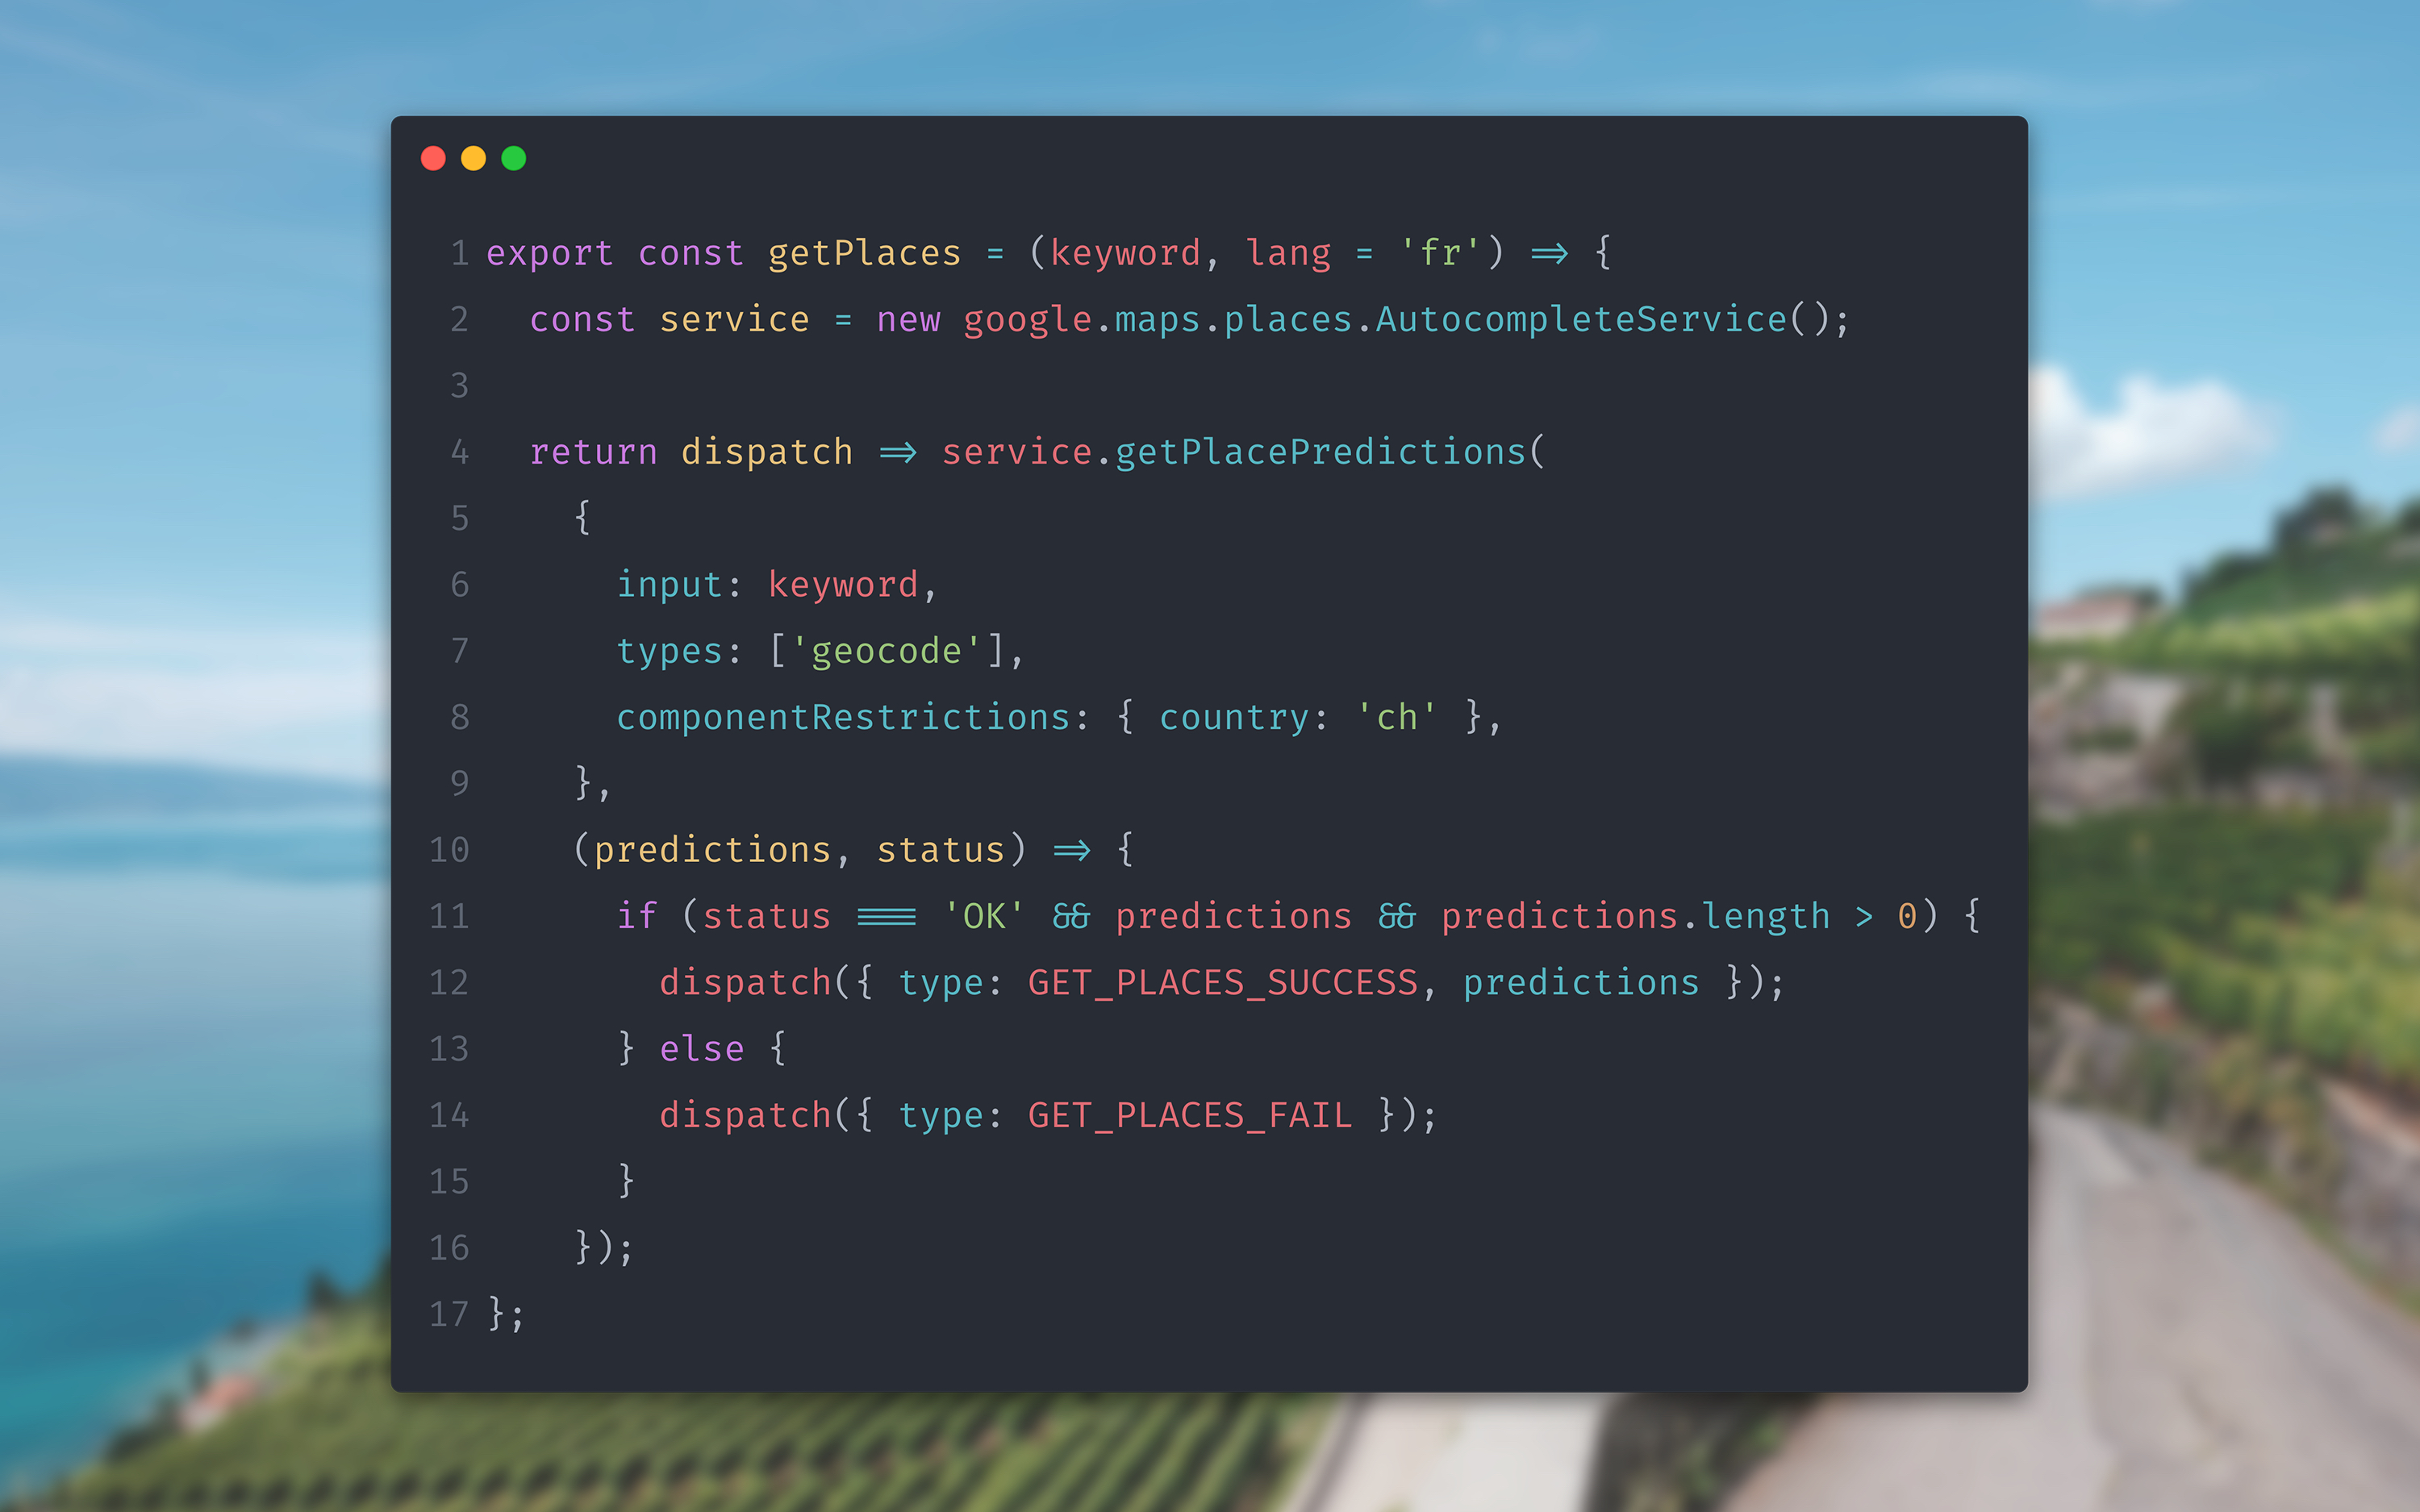 1 export const getPlaces = (keyword, lang = 'fr') => {
2 const service = new google.maps.places.AutocompleteService();
3
4 return dispatch => service.getPlacePredictions(
5 {
6 input: keyword,
7 types: ['geocode'],
8 componentRestrictions: { country: 'ch' },
9 },
10 (predictions, status) => {
11 if (status === 'OK' && predictions && predictions.length > 0) {
12 dispatch({ type: GET_PLACES_SUCCESS, predictions });
13 } else {
14 dispatch({ type: GET_PLACES_FAIL });
15 }
16 });
17 };